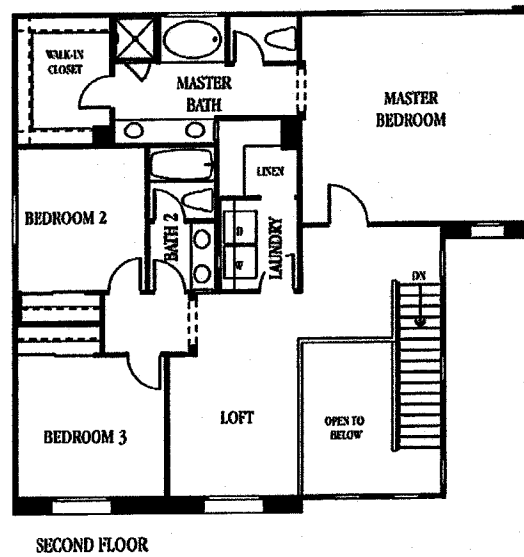 WALK-IN
CLOSET
MASTER
BATH
MASTER
BEDROOM
LINEN
BEDROOM 2
BATH 2
D
W
LAUNDRY
DN
BEDROOM 3
LOFT
OPEN TO
BELOW
SECOND FLOOR